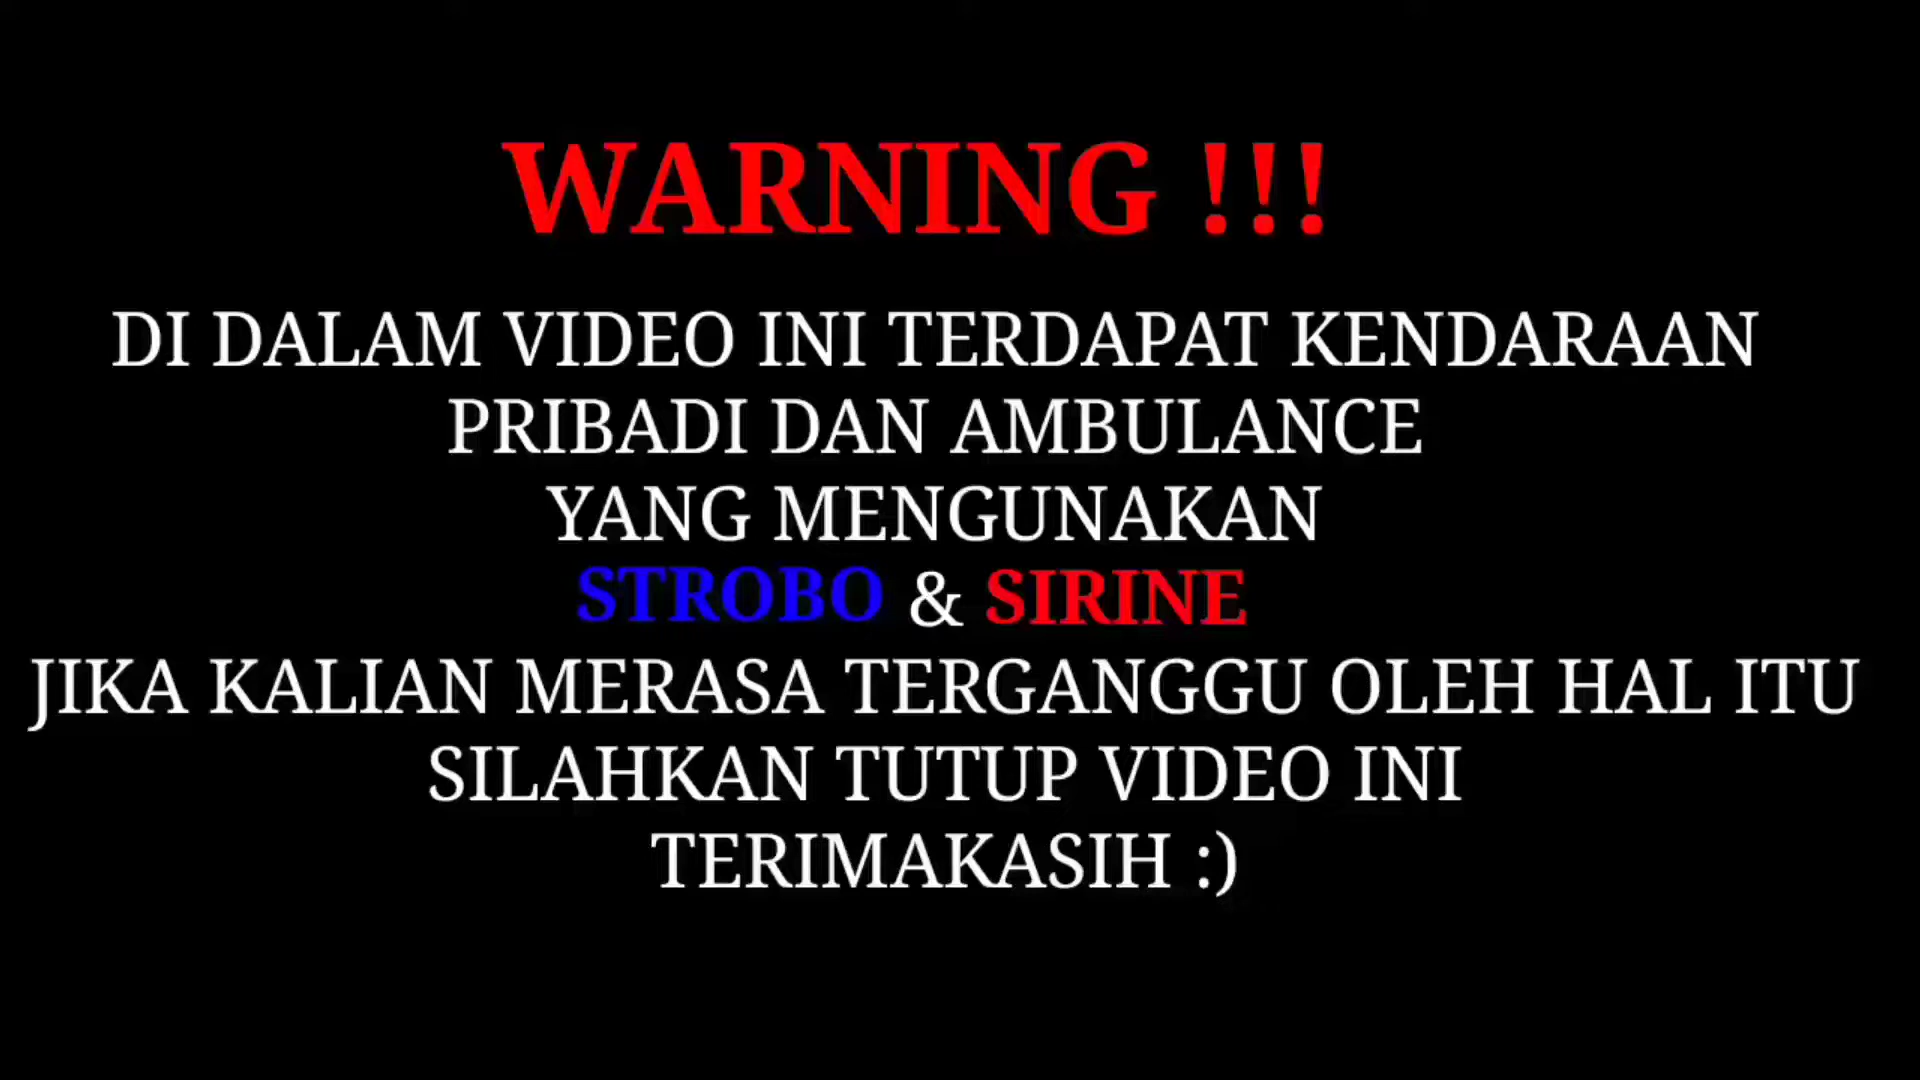 WARNING !!!
DI DALAM VIDEO INI TERDAPAT KENDARAAN
PRIBADI DAN AMBULANCE
YANG MENGUNAKAN
STROBO & SIRINE
JIKA KALIAN MERASA TERGANGGU OLEH HAL ITU
SILAHKAN TUTUP VIDEO INI
TERIMAKASIH :)